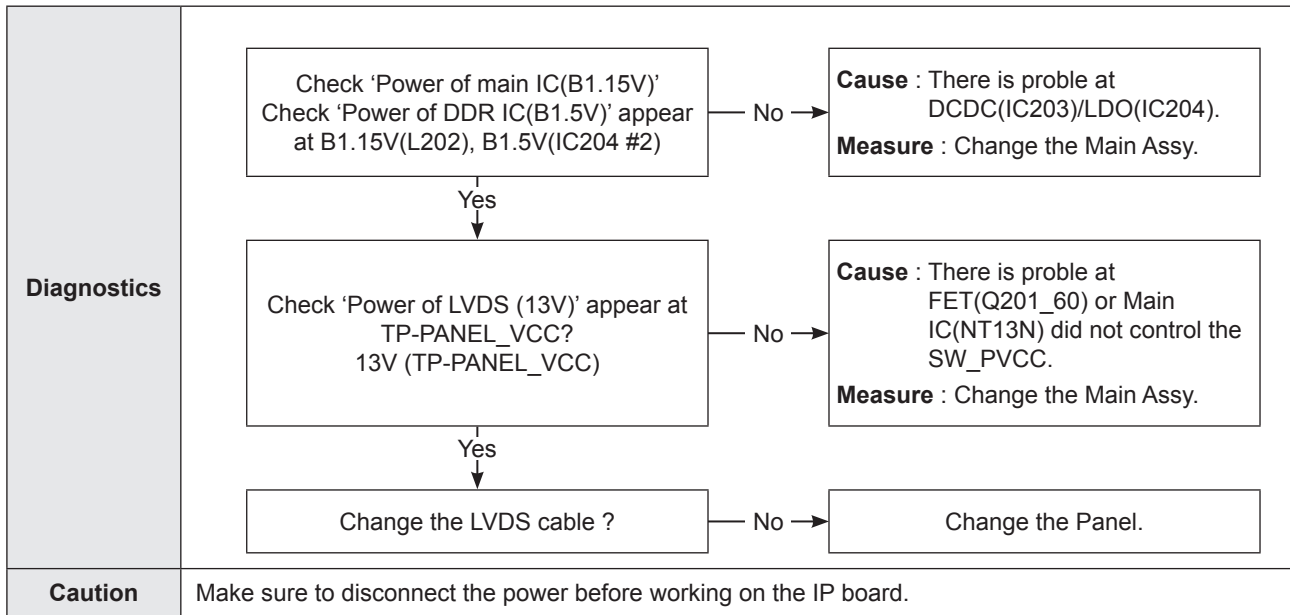 Diagnostics
Check ‘Power of main IC(B1.15V)’
Check ‘Power of DDR IC(B1.5V)’ appear
at B1.15V(L202), B1.5V(IC204 #2)
No
Cause : There is proble at
DCDC(IC203)/LDO(IC204).
Measure : Change the Main Assy.
Yes
Check ‘Power of LVDS (13V)’ appear at
TP-PANEL_VCC?
13V (TP-PANEL_VCC)
No
Cause : There is proble at
FET(Q201_60) or Main
IC(NT13N) did not control the
SW_PVCC.
Measure : Change the Main Assy.
Yes
Change the LVDS cable ?
No
Change the Panel.
Caution
Make sure to disconnect the power before working on the IP board.